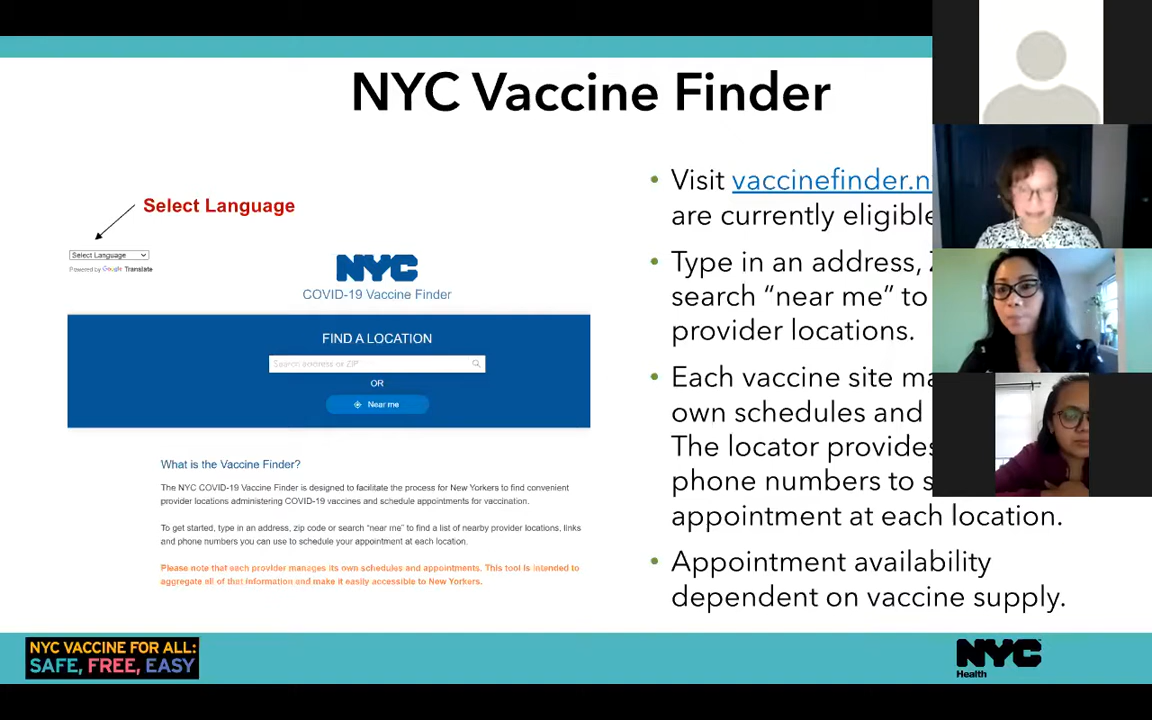 NYC Vaccine Finder
Select Language
Select Language
Powered by Google Translate
NYC
COVID-19 Vaccine Finder
FIND A LOCATION
Search address or ZIP
OR
Near me
What is the Vaccine Finder?
The NYC COVID-19 Vaccine Finder is designed to facilitate the process for New Yorkers to find convenient
provider locations administering COVID-19 vaccines and schedule appointments for vaccination.
To get started, type in an address, zip code or search “near me” to find a list of nearby provider locations, links
and phone numbers you can use to schedule your appointment at each location.
Please note that each provider manages its own schedules and appointments. This tool is intended to
aggregate all of that information and make it easily accessible to New Yorkers.
• Visit vaccinefinder.n
are currently eligible
• Type in an address,
search “near me” to
provider locations.
• Each vaccine site ma
own schedules and
The locator provides
phone numbers to s
appointment at each location.
• Appointment availability
dependent on vaccine supply.
NYC VACCINE FOR ALL:
SAFE, FREE, EASY
NYC
Health